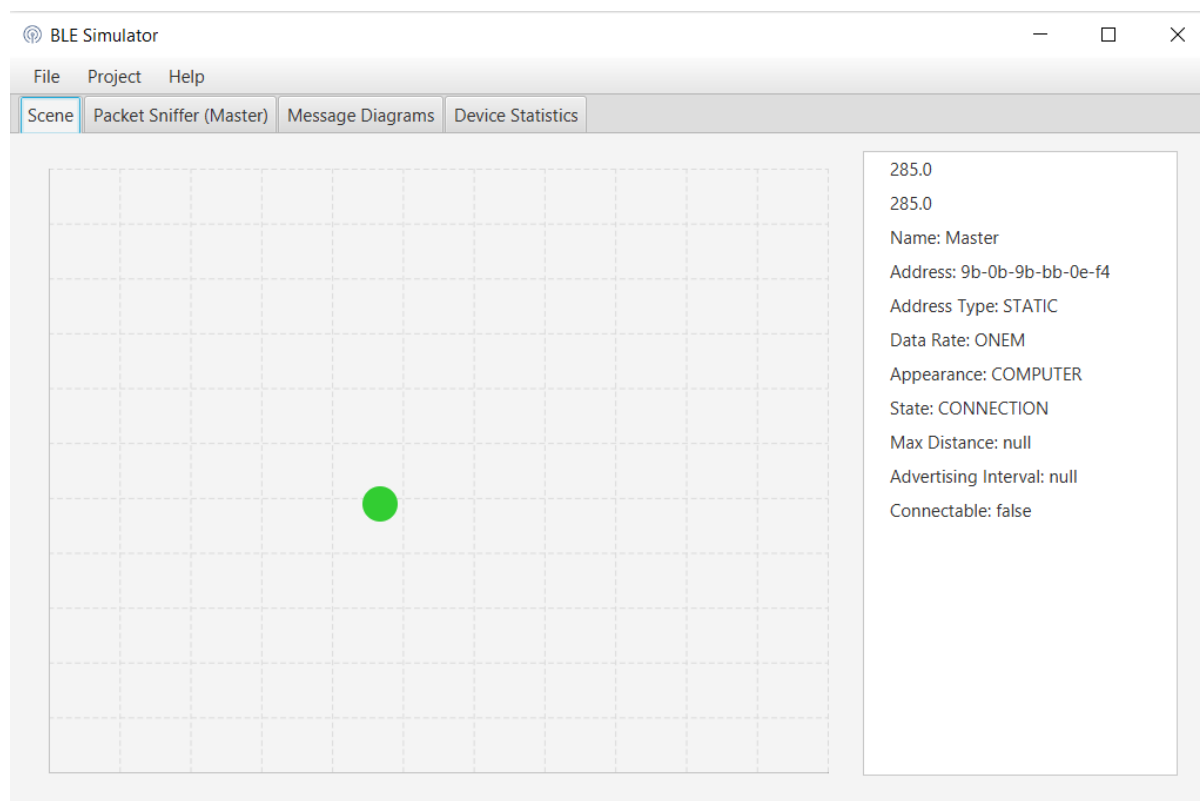 BLE Simulator
File Project Help
Scene Packet Sniffer (Master) Message Diagrams Device Statistics
285.0
285.0
Name: Master
Address: 9b-0b-9b-bb-0e-f4
Address Type: STATIC
Data Rate: ONEM
Appearance: COMPUTER
State: CONNECTION
Max Distance: null
Advertising Interval: null
Connectable: false